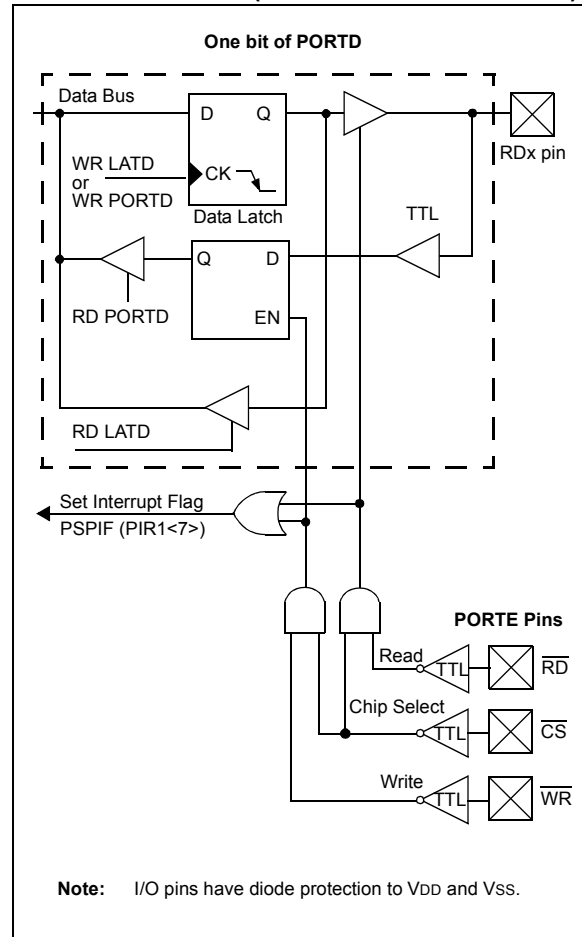 One bit of PORTD
Data Bus
D Q
WR LATD
or
WR PORTD
CK
Data Latch
RDx pin
TTL
Q D
EN
RD PORTD
RD LATD
Set Interrupt Flag
PSPIF (PIR1<7>)
PORTE Pins
Read
TTL
RD
Chip Select
TTL
CS
Write
TTL
WR
Note: I/O pins have diode protection to VDD and VSS.